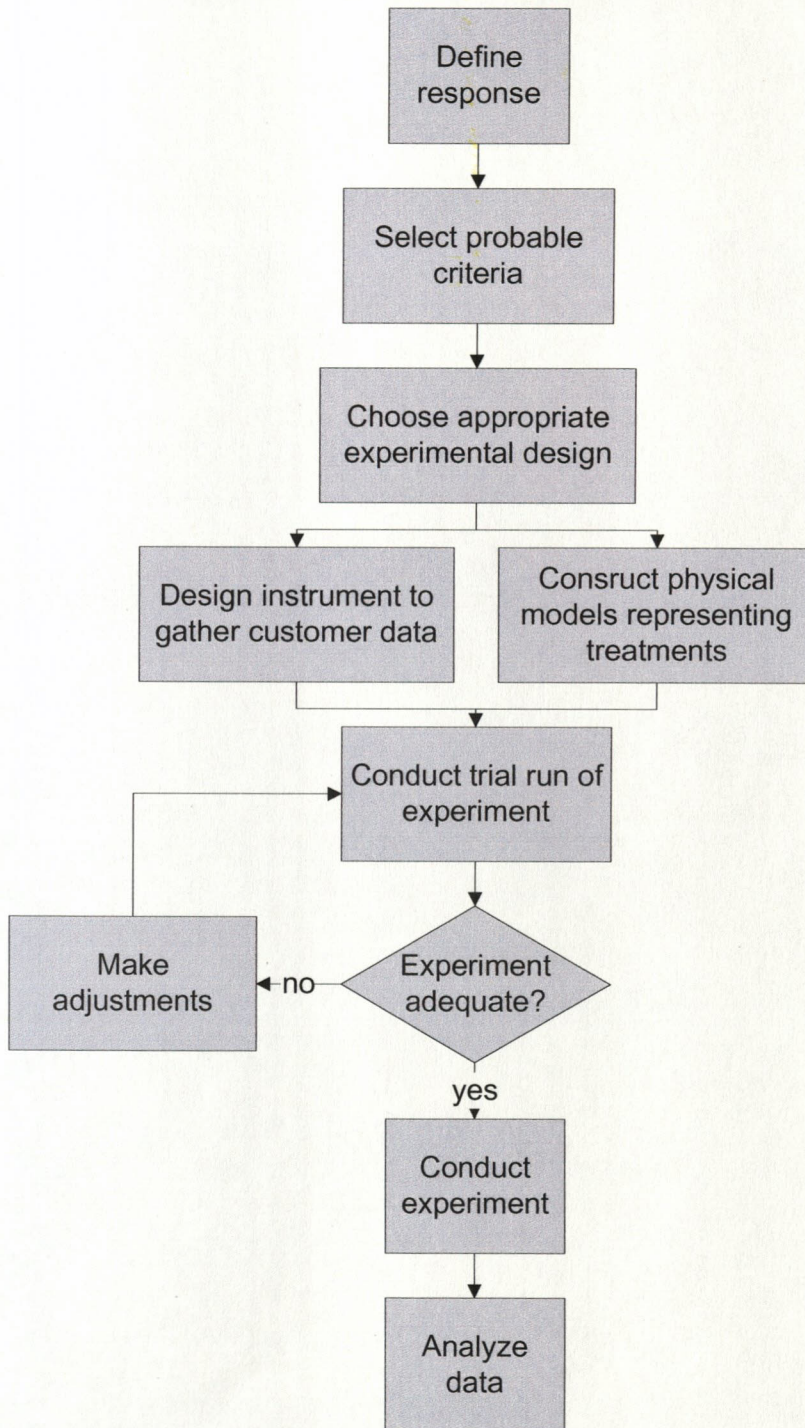 Define
response
Select probable
criteria
Choose appropriate
experimental design
Design instrument to
gather customer data
Consruct physical
models representing
treatments
Conduct trial run of
experiment
Experiment
adequate?
no
Make
adjustments
yes
Conduct
experiment
Analyze
data